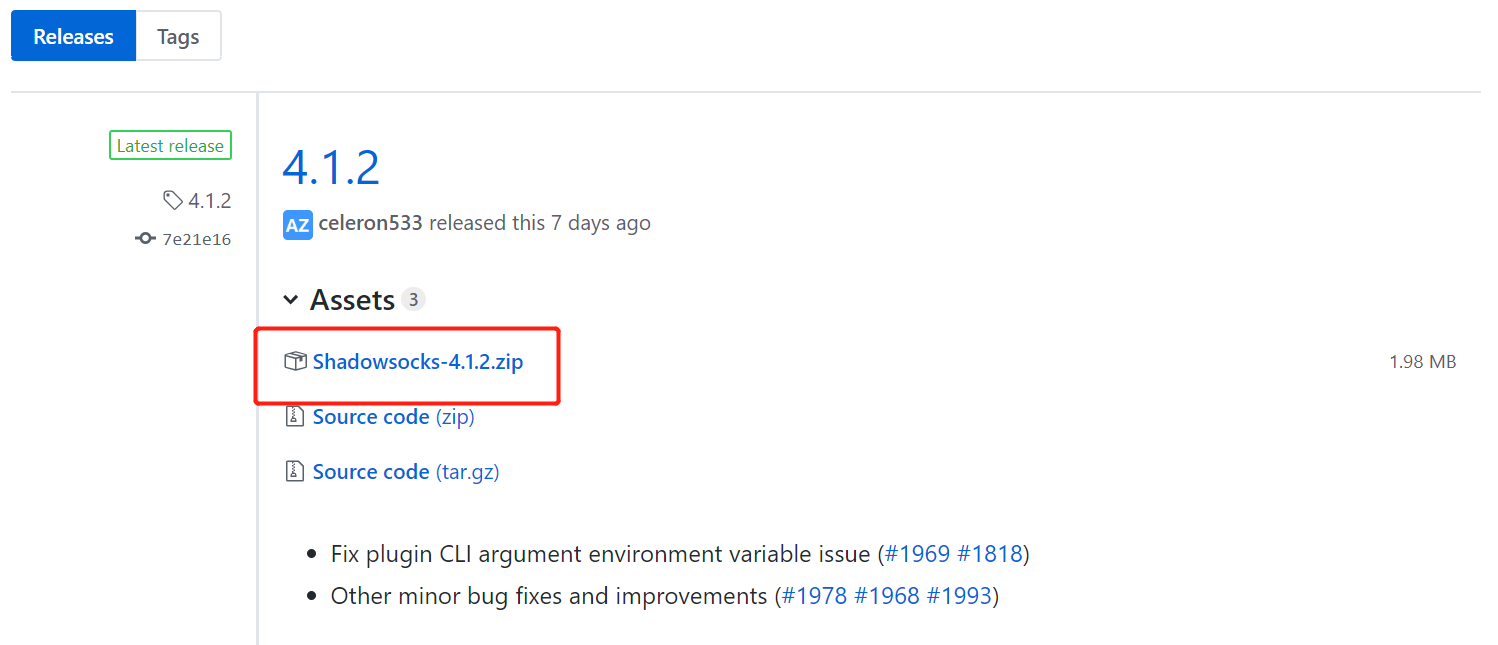 Releases Tags
Latest release
4.1.2
7e21e16
4.1.2
AZ celeron533 released this 7 days ago
Assets 3
Shadowsocks-4.1.2.zip 1.98 MB
Source code (zip)
Source code (tar.gz)
Fix plugin CLI argument environment variable issue (#1969 #1818)
Other minor bug fixes and improvements (#1978 #1968 #1993)